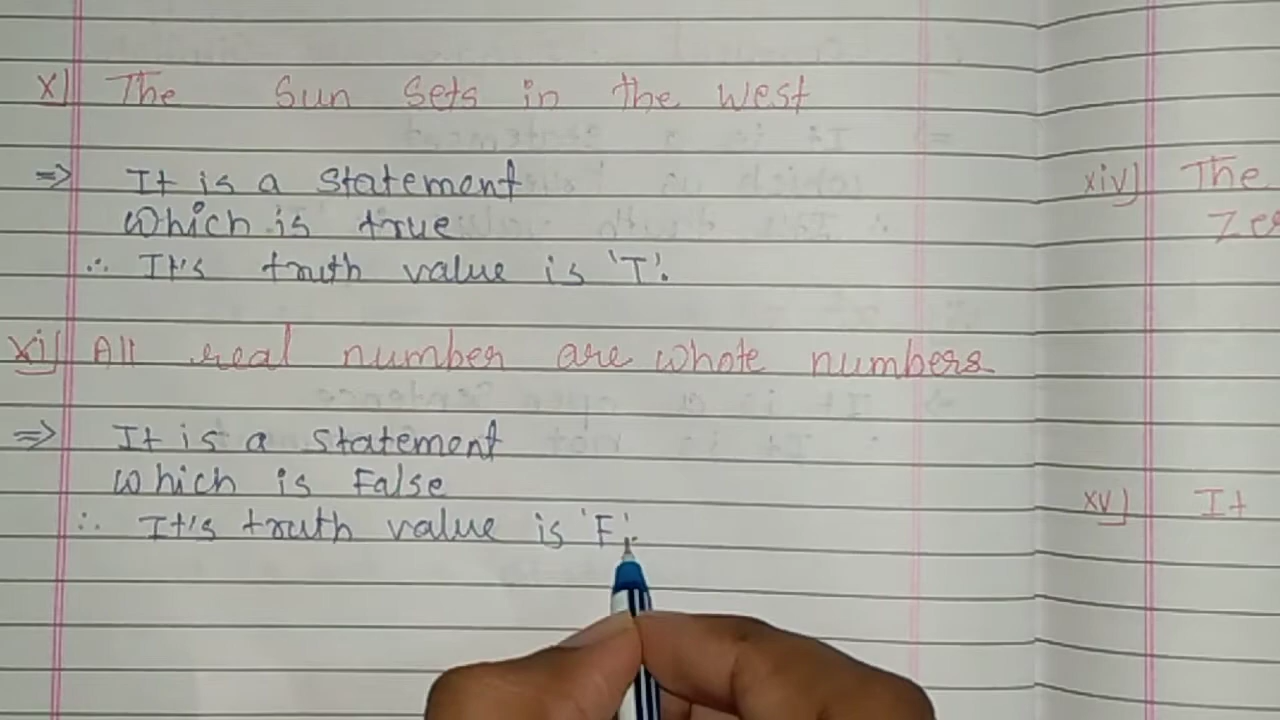 x) The Sun Sets in the west
=> It is a statement
which is true
∴ It's truth value is 'T'.
xi) All real number are whole numbers
=> It is a statement
which is False
∴ It's truth value is 'F'.
xiv) The
xv) It